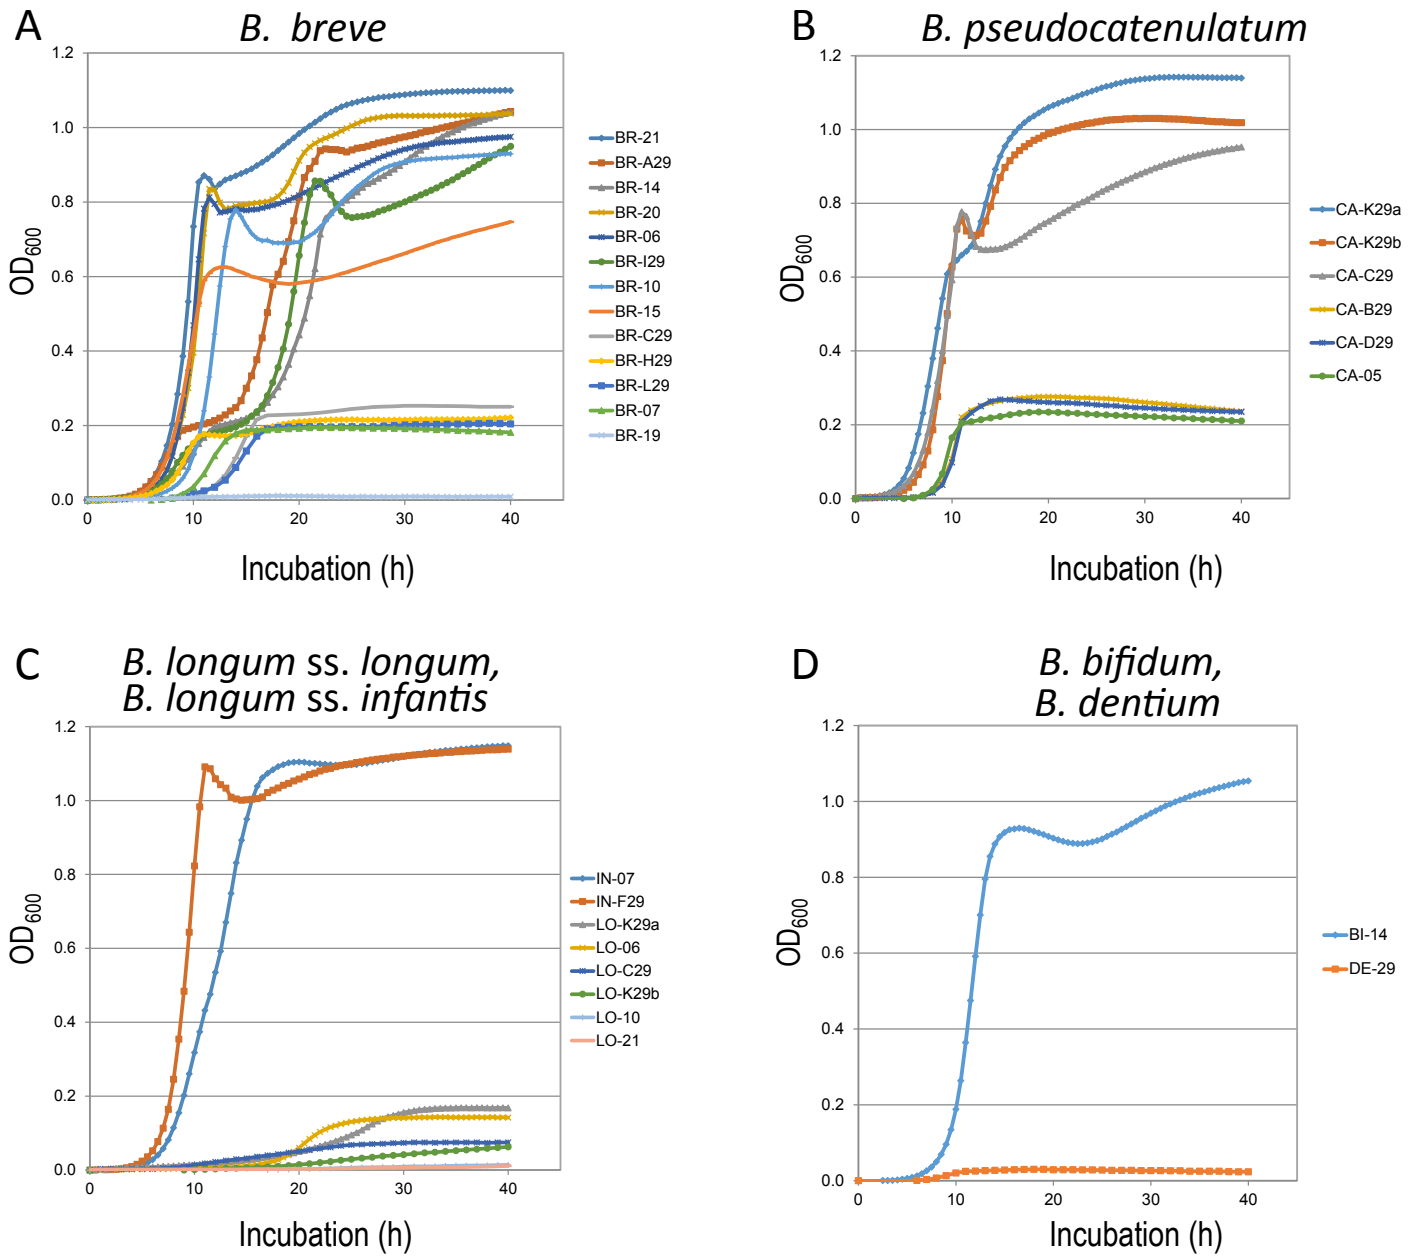 A
B. breve
1.2
1.0
0.8
0.6
0.4
0.2
0.0
0 10 20 30 40
OD600
Incubation (h)
BR-21
BR-A29
BR-14
BR-20
BR-06
BR-I29
BR-10
BR-15
BR-C29
BR-H29
BR-L29
BR-07
BR-19
B
B. pseudocatenulatum
1.2
1.0
0.8
0.6
0.4
0.2
0.0
0 10 20 30 40
OD600
Incubation (h)
CA-K29a
CA-K29b
CA-C29
CA-B29
CA-D29
CA-05
C
B. longum ss. longum,
B. longum ss. infantis
1.2
1.0
0.8
0.6
0.4
0.2
0.0
0 10 20 30 40
OD600
Incubation (h)
IN-07
IN-F29
LO-K29a
LO-06
LO-C29
LO-K29b
LO-10
LO-21
D
B. bifidum,
B. dentium
1.2
1.0
0.8
0.6
0.4
0.2
0.0
0 10 20 30 40
OD600
Incubation (h)
BI-14
DE-29